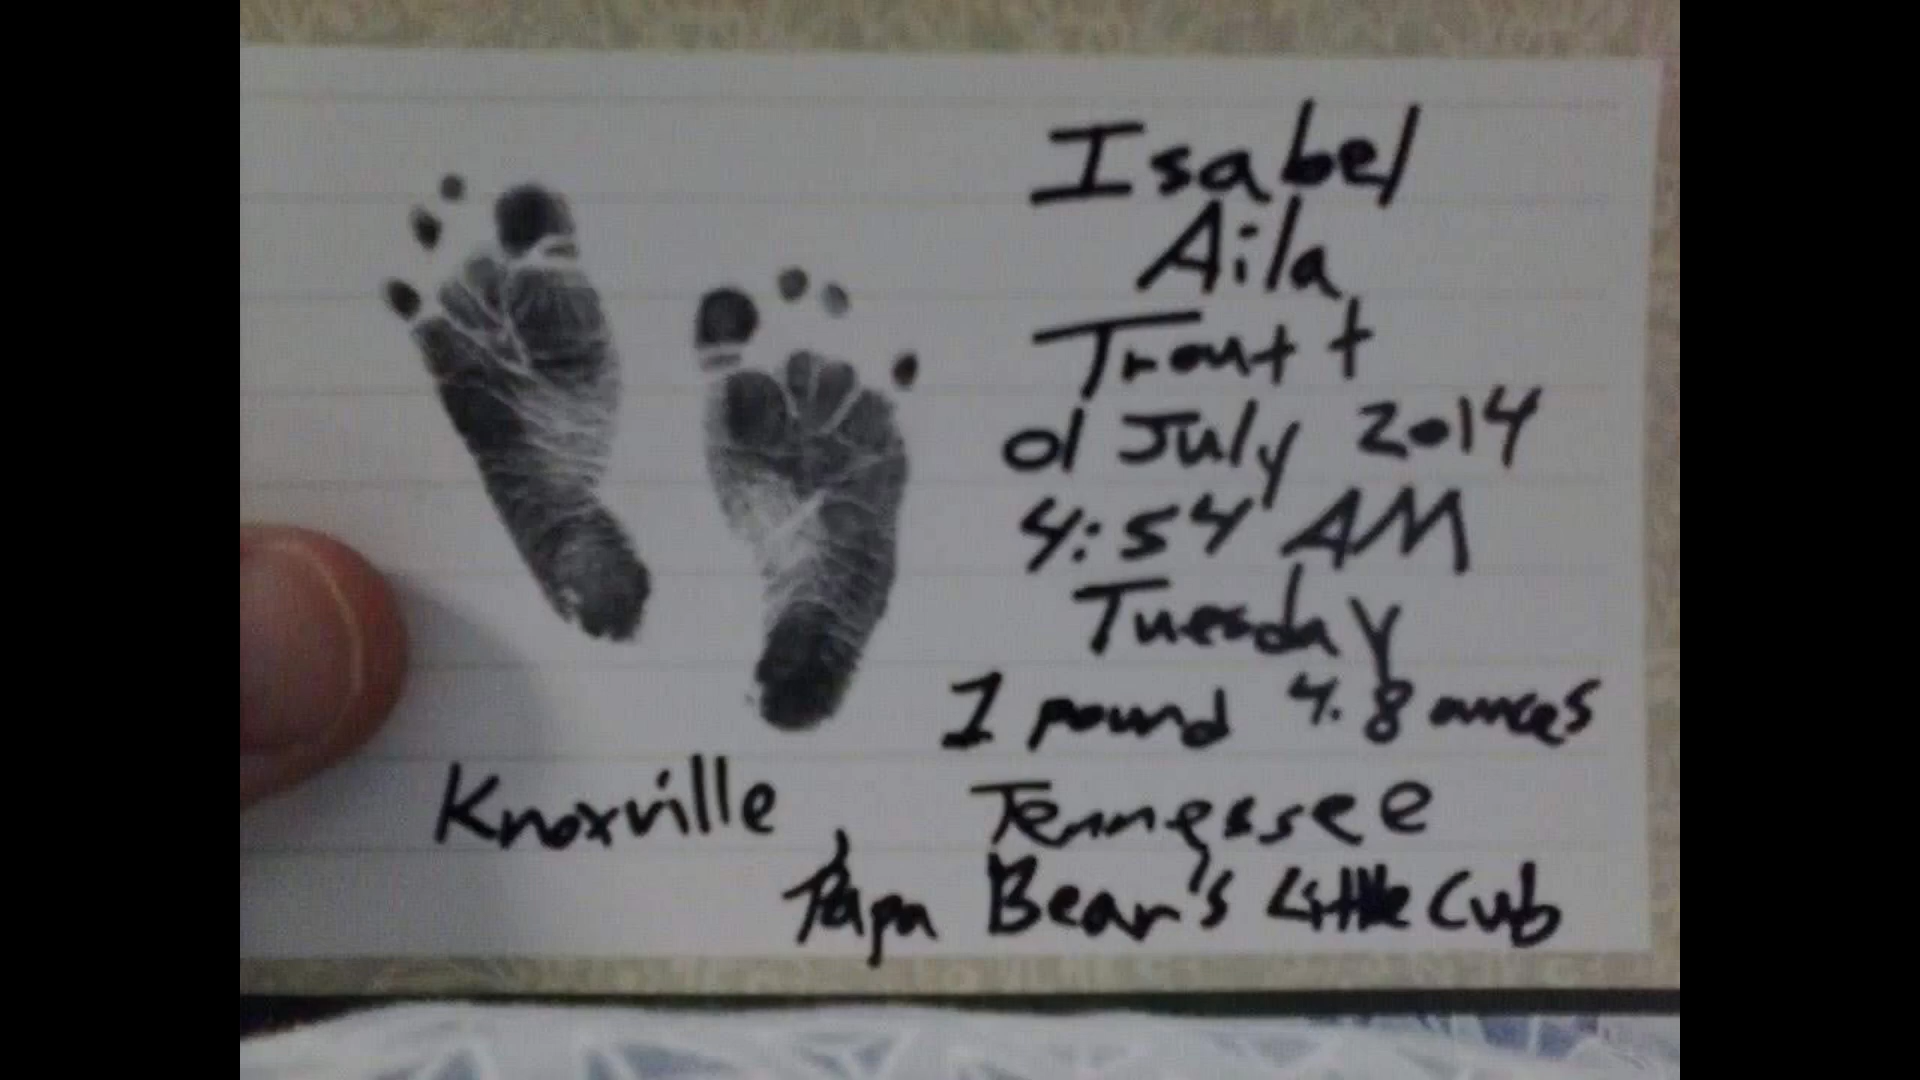 Isabel
Aila
Troutt
01 July 2014
4:54 AM
Tuesday
1 pound 4.8 ounces
Knoxville, Tennessee
Papa Bear's Little Cub